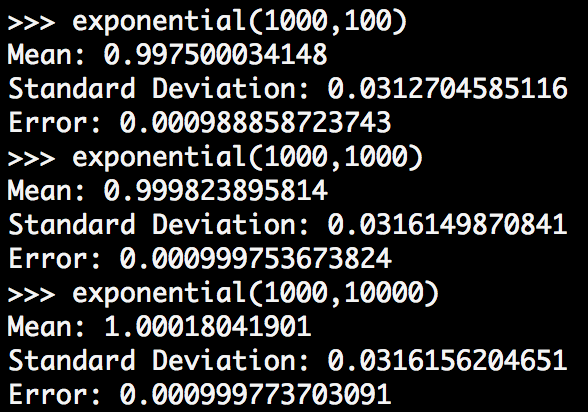 >>> exponential(1000,100)
Mean: 0.997500034148
Standard Deviation: 0.0312704585116
Error: 0.000988858723743
>>> exponential(1000,1000)
Mean: 0.999823895814
Standard Deviation: 0.0316149870841
Error: 0.000999753673824
>>> exponential(1000,10000)
Mean: 1.00018041901
Standard Deviation: 0.0316156204651
Error: 0.000999773703091